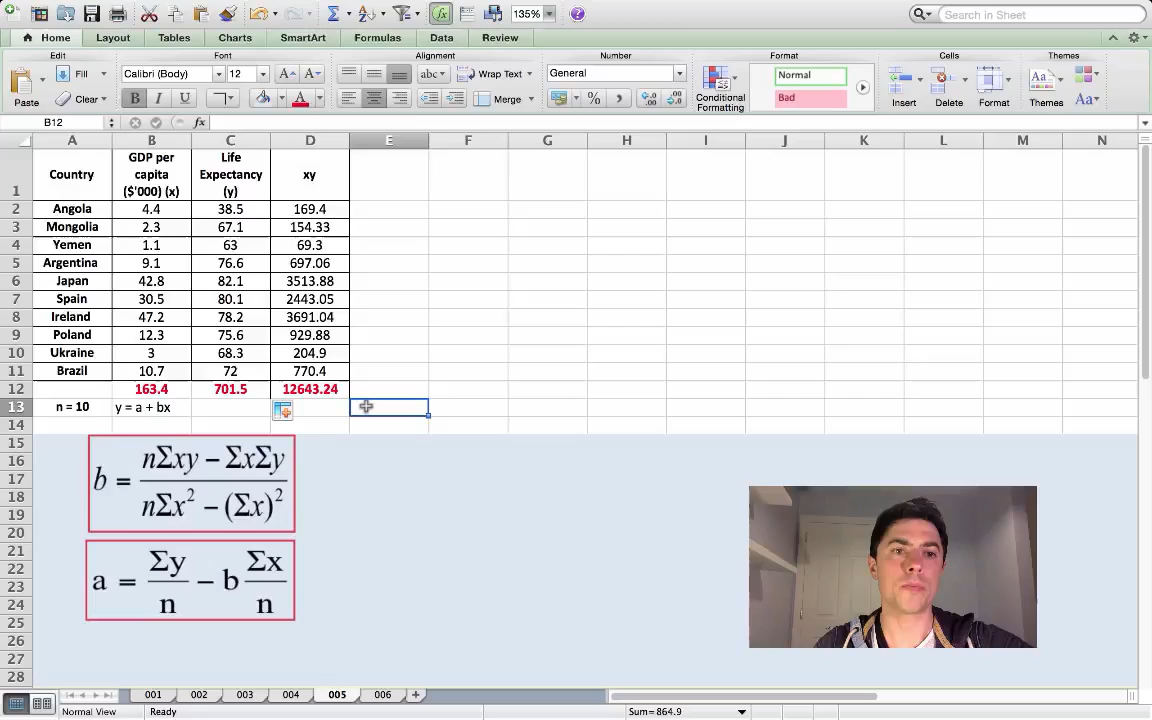 135%
Search in Sheet
Home Layout Tables Charts SmartArt Formulas Data Review
Edit Font Alignment Number Format Cells Themes
Fill Calibri (Body) 12 A A abc Wrap Text General Normal
Paste Clear B I U A Merge % Conditional Formatting Bad Insert Delete Format Themes Aa
B12 fx
A B C D E F G H I J K L M N
1 Country GDP per capita ($'000) (x) Life Expectancy (y) xy
2 Angola 4.4 38.5 169.4
3 Mongolia 2.3 67.1 154.33
4 Yemen 1.1 63 69.3
5 Argentina 9.1 76.6 697.06
6 Japan 42.8 82.1 3513.88
7 Spain 30.5 80.1 2443.05
8 Ireland 47.2 78.2 3691.04
9 Poland 12.3 75.6 929.88
10 Ukraine 3 68.3 204.9
11 Brazil 10.7 72 770.4
12 163.4 701.5 12643.24
13 n = 10 y = a + bx
14
15
16
17
18
19
20
21
22
23
24
25
26
27
28
b = nΣxy − ΣxΣy / nΣx² − (Σx)²
a = Σy / n − b Σx / n
001 002 003 004 005 006
Normal View Ready Sum=864.9